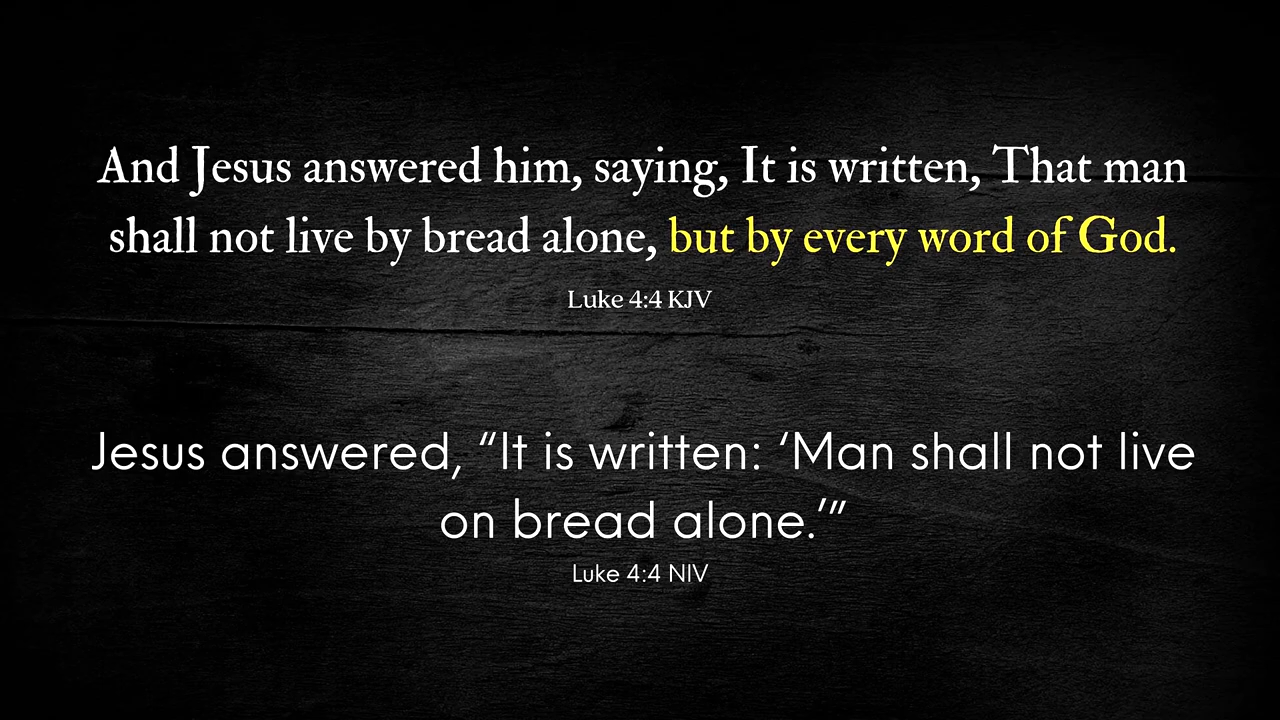 And Jesus answered him, saying, It is written, That man
shall not live by bread alone, but by every word of God.
Luke 4:4 KJV
Jesus answered, “It is written: ‘Man shall not live
on bread alone.’”
Luke 4:4 NIV